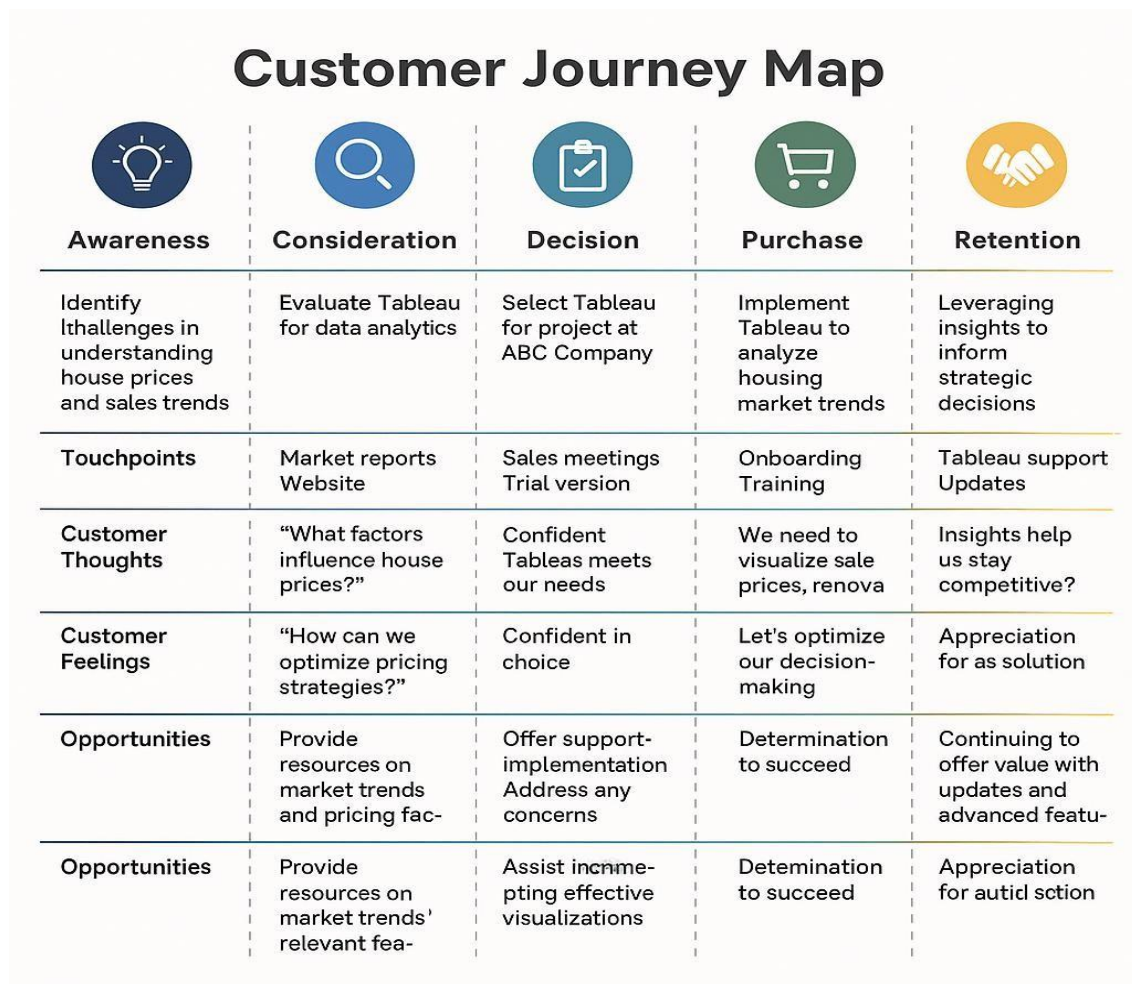 Customer Journey Map
Awareness
Consideration
Decision
Purchase
Retention
Identify
lthallenges in
understanding
house prices
and sales trends
Evaluate Tableau
for data analytics
Select Tableau
for project at
ABC Company
Implement
Tableau to
analyze
housing
market trends
Leveraging
insights to
inform
strategic
decisions
Touchpoints
Market reports
Website
Sales meetings
Trial version
Onboarding
Training
Tableau support
Updates
Customer
Thoughts
“What factors
influence house
prices?”
Confident
Tableas meets
our needs
We need to
visualize sale
prices, renova
Insights help
us stay
competitive?
Customer
Feelings
“How can we
optimize pricing
strategies?”
Confident in
choice
Let's optimize
our decision-
making
Appreciation
for as solution
Opportunities
Provide
resources on
market trends
and pricing fac-
Offer support-
implementation
Address any
concerns
Determination
to succeed
Continuing to
offer value with
updates and
advanced featu-
Opportunities
Provide
resources on
market trends’
relevant fea-
Assist
pting effective
visualizations
Detemination
to succeed
Appreciation
for